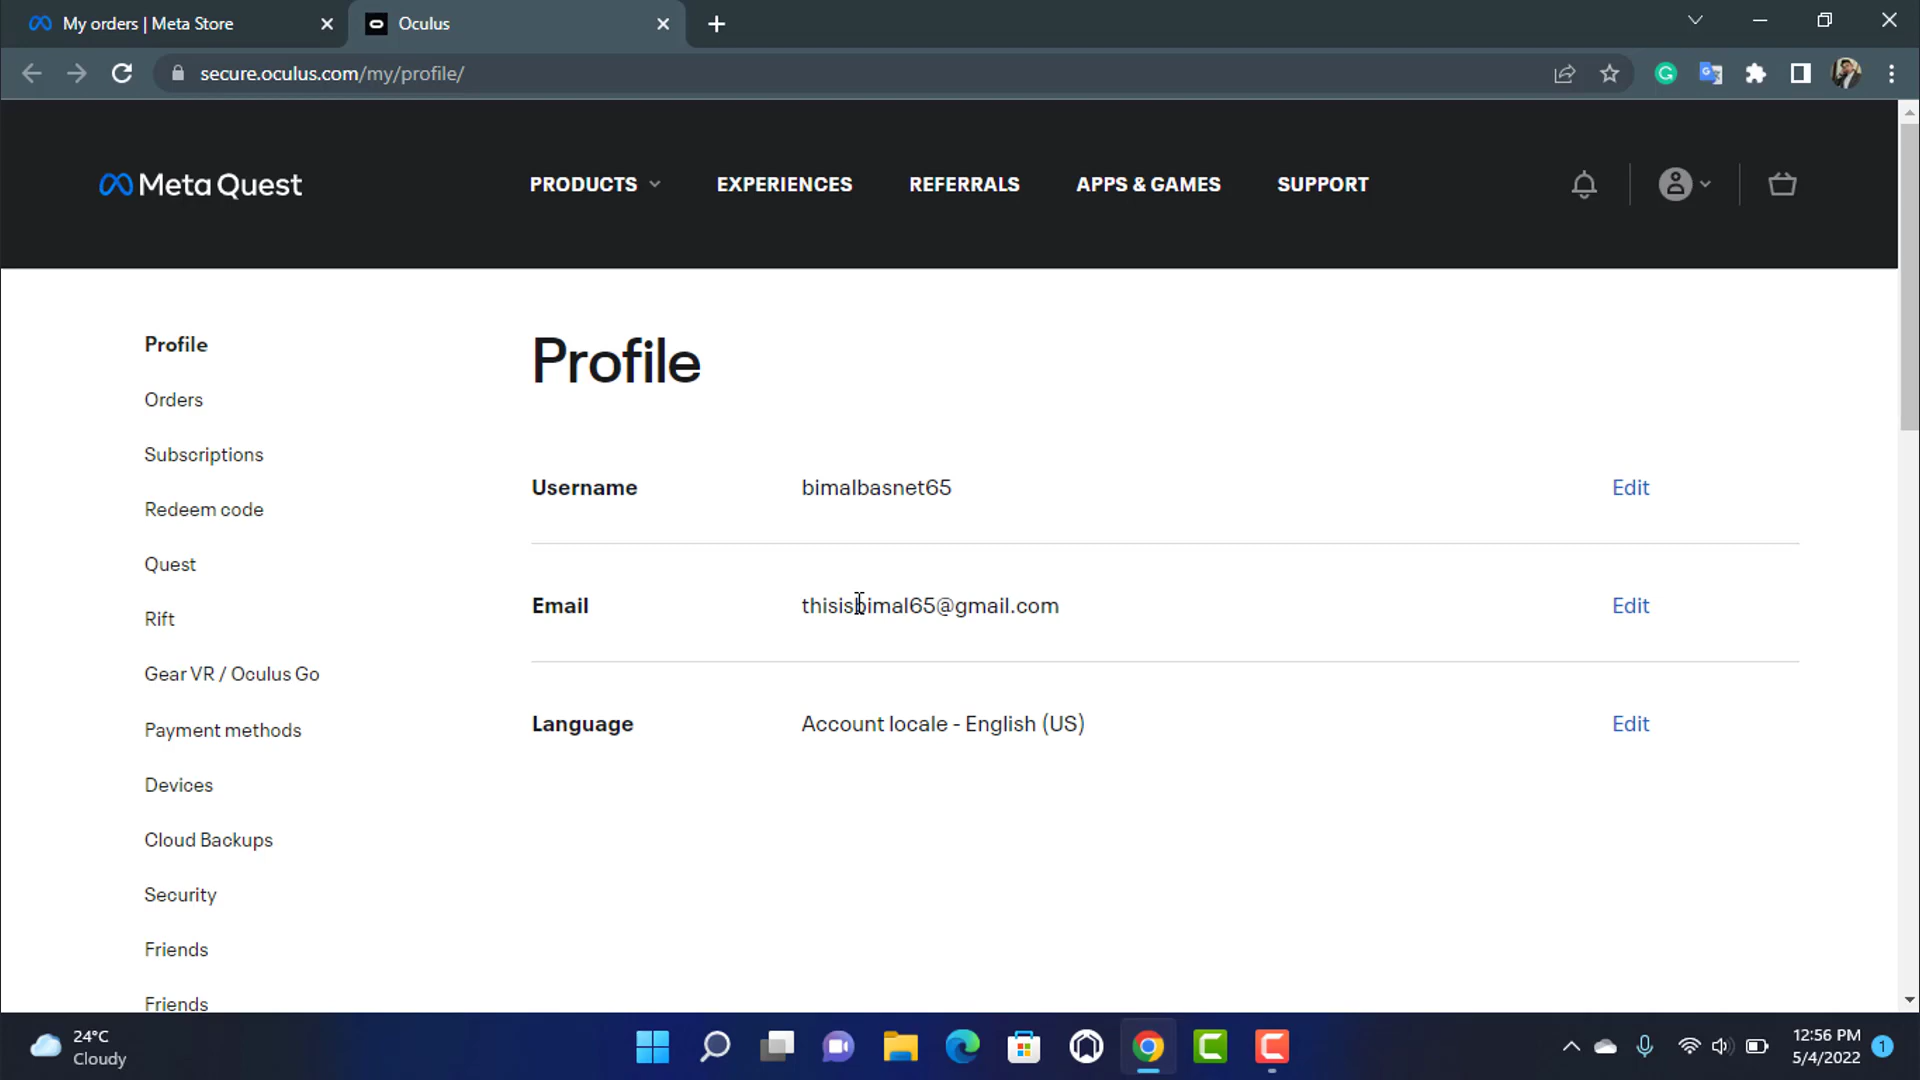 My orders | Meta Store
Oculus
secure.oculus.com/my/profile/
Meta Quest
PRODUCTS
EXPERIENCES
REFERRALS
APPS & GAMES
SUPPORT
Profile
Orders
Subscriptions
Redeem code
Quest
Rift
Gear VR / Oculus Go
Payment methods
Devices
Cloud Backups
Security
Friends
Friends
Profile
Username
bimalbasnet65
Edit
Email
thisisbimal65@gmail.com
Edit
Language
Account locale - English (US)
Edit
24°C
Cloudy
12:56 PM
5/4/2022
1